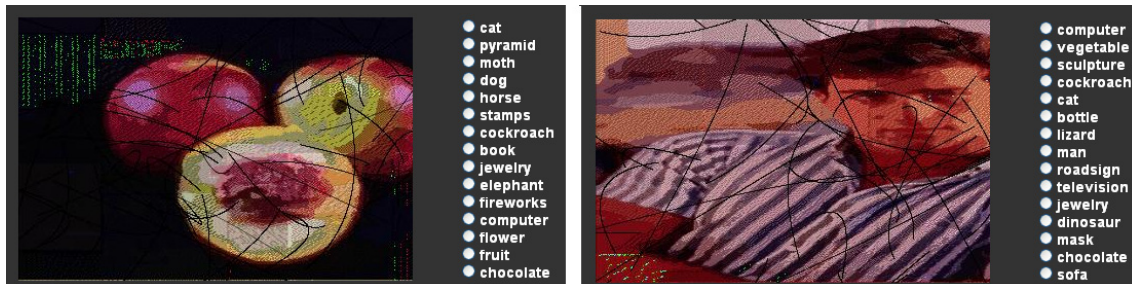 cat
pyramid
moth
dog
horse
stamps
cockroach
book
jewelry
elephant
fireworks
computer
flower
fruit
chocolate
computer
vegetable
sculpture
cockroach
cat
bottle
lizard
man
roadsign
television
jewelry
dinosaur
mask
chocolate
sofa